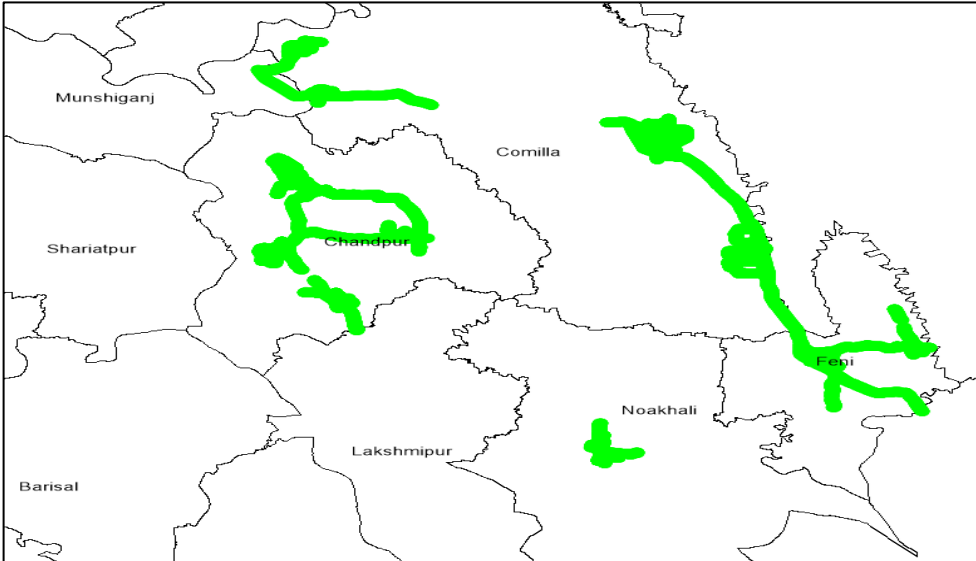 Munshiganj
Comilla
Shariatpur
Chandpur
Feni
Noakhali
Lakshmipur
Barisal